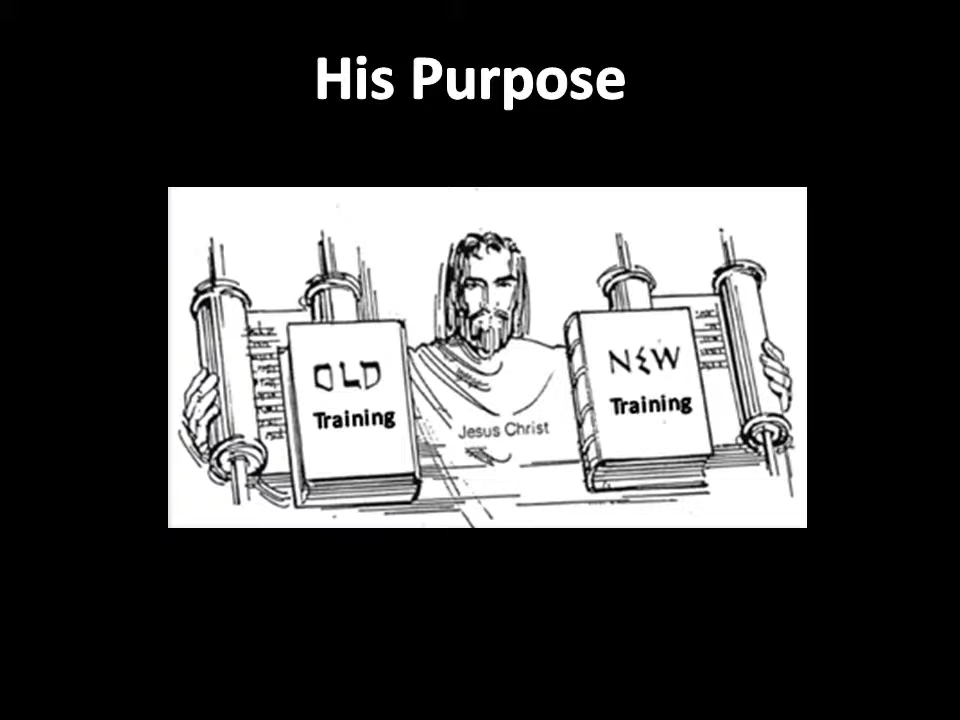 His Purpose
OLD
Training
NEW
Training
Jesus Christ